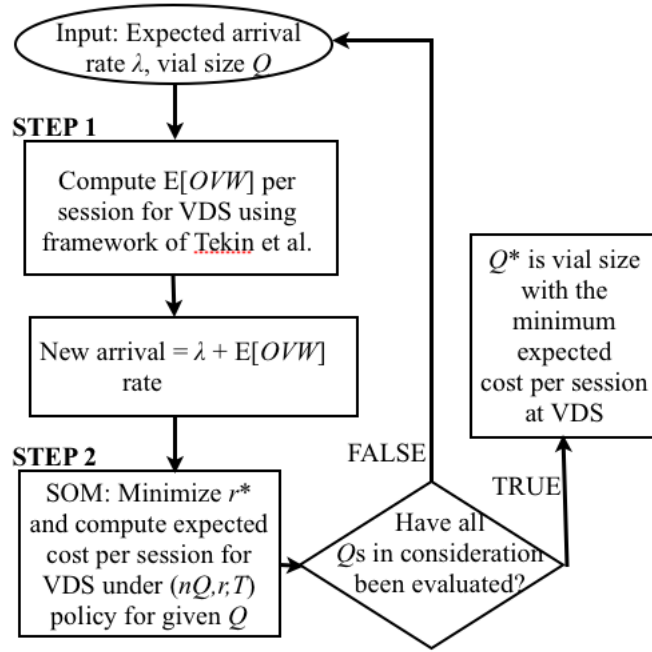 Input: Expected arrival
rate λ, vial size Q
STEP 1
Compute E[OVW] per
session for VDS using
framework of Tekin et al.
New arrival = λ + E[OVW]
rate
STEP 2
SOM: Minimize r*
and compute expected
cost per session for
VDS under (nQ,r,T)
policy for given Q
Have all
Qs in consideration
been evaluated?
FALSE
TRUE
Q* is vial size
with the
minimum
expected
cost per session
at VDS